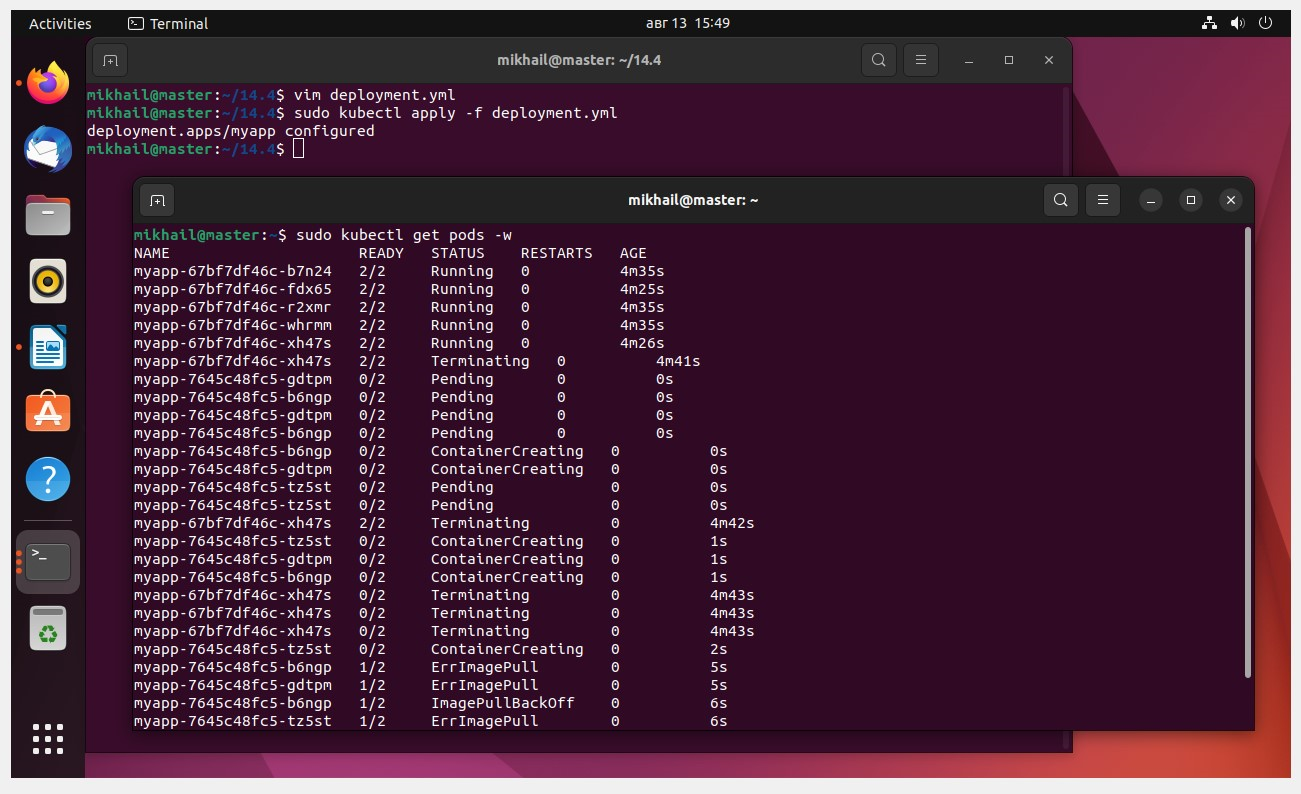 Activities Terminal авг 13 15:49
mikhail@master: ~/14.4
mikhail@master:~/14.4$ vim deployment.yml
mikhail@master:~/14.4$ sudo kubectl apply -f deployment.yml
deployment.apps/myapp configured
mikhail@master:~/14.4$
mikhail@master: ~
mikhail@master:~$ sudo kubectl get pods -w
NAME READY STATUS RESTARTS AGE
myapp-67bf7df46c-b7n24 2/2 Running 0 4m35s
myapp-67bf7df46c-fdx65 2/2 Running 0 4m25s
myapp-67bf7df46c-r2xmr 2/2 Running 0 4m35s
myapp-67bf7df46c-whrmm 2/2 Running 0 4m35s
myapp-67bf7df46c-xh47s 2/2 Running 0 4m26s
myapp-67bf7df46c-xh47s 2/2 Terminating 0 4m41s
myapp-7645c48fc5-gdtpm 0/2 Pending 0 0s
myapp-7645c48fc5-b6ngp 0/2 Pending 0 0s
myapp-7645c48fc5-gdtpm 0/2 Pending 0 0s
myapp-7645c48fc5-b6ngp 0/2 Pending 0 0s
myapp-7645c48fc5-b6ngp 0/2 ContainerCreating 0 0s
myapp-7645c48fc5-gdtpm 0/2 ContainerCreating 0 0s
myapp-7645c48fc5-tz5st 0/2 Pending 0 0s
myapp-7645c48fc5-tz5st 0/2 Pending 0 0s
myapp-67bf7df46c-xh47s 2/2 Terminating 0 4m42s
myapp-7645c48fc5-tz5st 0/2 ContainerCreating 0 1s
myapp-7645c48fc5-gdtpm 0/2 ContainerCreating 0 1s
myapp-7645c48fc5-b6ngp 0/2 ContainerCreating 0 1s
myapp-67bf7df46c-xh47s 0/2 Terminating 0 4m43s
myapp-67bf7df46c-xh47s 0/2 Terminating 0 4m43s
myapp-67bf7df46c-xh47s 0/2 Terminating 0 4m43s
myapp-7645c48fc5-tz5st 0/2 ContainerCreating 0 2s
myapp-7645c48fc5-b6ngp 1/2 ErrImagePull 0 5s
myapp-7645c48fc5-gdtpm 1/2 ErrImagePull 0 5s
myapp-7645c48fc5-b6ngp 1/2 ImagePullBackOff 0 6s
myapp-7645c48fc5-tz5st 1/2 ErrImagePull 0 6s